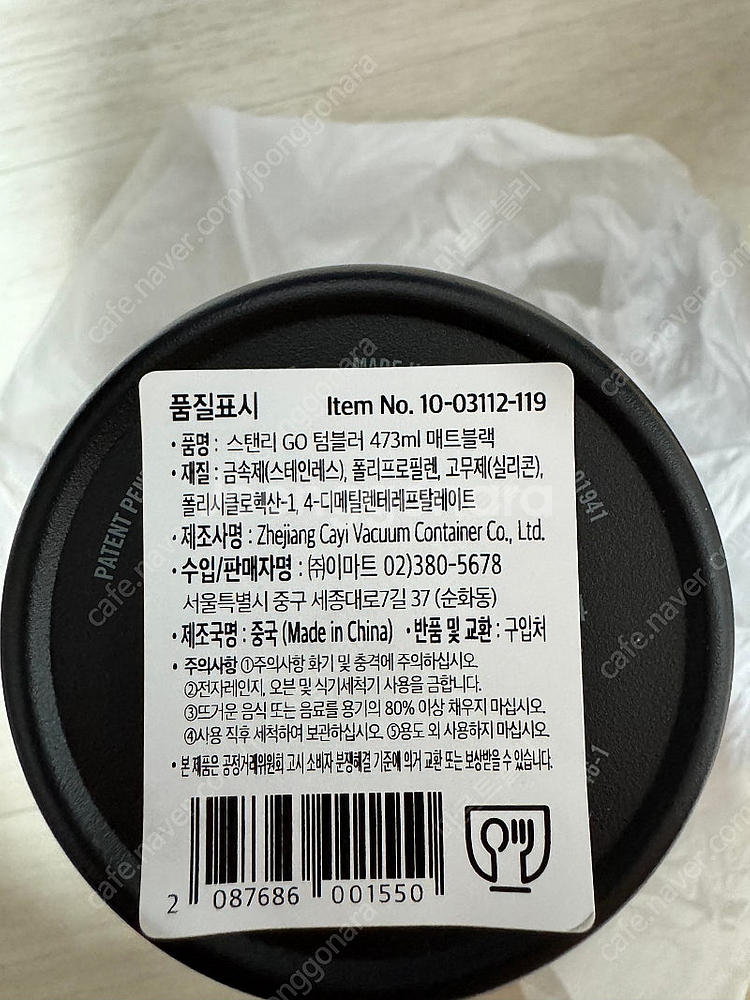 MADE
PATENT PEN
01941
품질표시 Item No. 10-03112-119
· 품명 : 스탠리 GO 텀블러 473ml 매트블랙
· 재질 : 금속제(스테인레스), 폴리프로필렌, 고무제(실리콘),
폴리시클로헥산-1, 4-디메틸렌테레프탈레이트
· 제조사명 : Zhejiang Cayi Vacuum Container Co., Ltd.
· 수입/판매자명 : ㈜이마트 02)380-5678
서울특별시 중구 세종대로7길 37 (순화동)
· 제조국명 : 중국 (Made in China) · 반품 및 교환 : 구입처
· 주의사항 ①주의사항 화기 및 충격에 주의하십시오.
②전자레인지, 오븐 및 식기세척기 사용을 금합니다.
③뜨거운 음식 또는 음료를 용기의 80% 이상 채우지 마십시오.
④사용 직후 세척하여 보관하십시오. ⑤용도 외 사용하지 마십시오.
· 본 제품은 공정거래위원회 고시 소비자 분쟁해결 기준에 의거 교환 또는 보상받을 수 있습니다.
2 087686 001550
cafe.naver.com/joonggonara